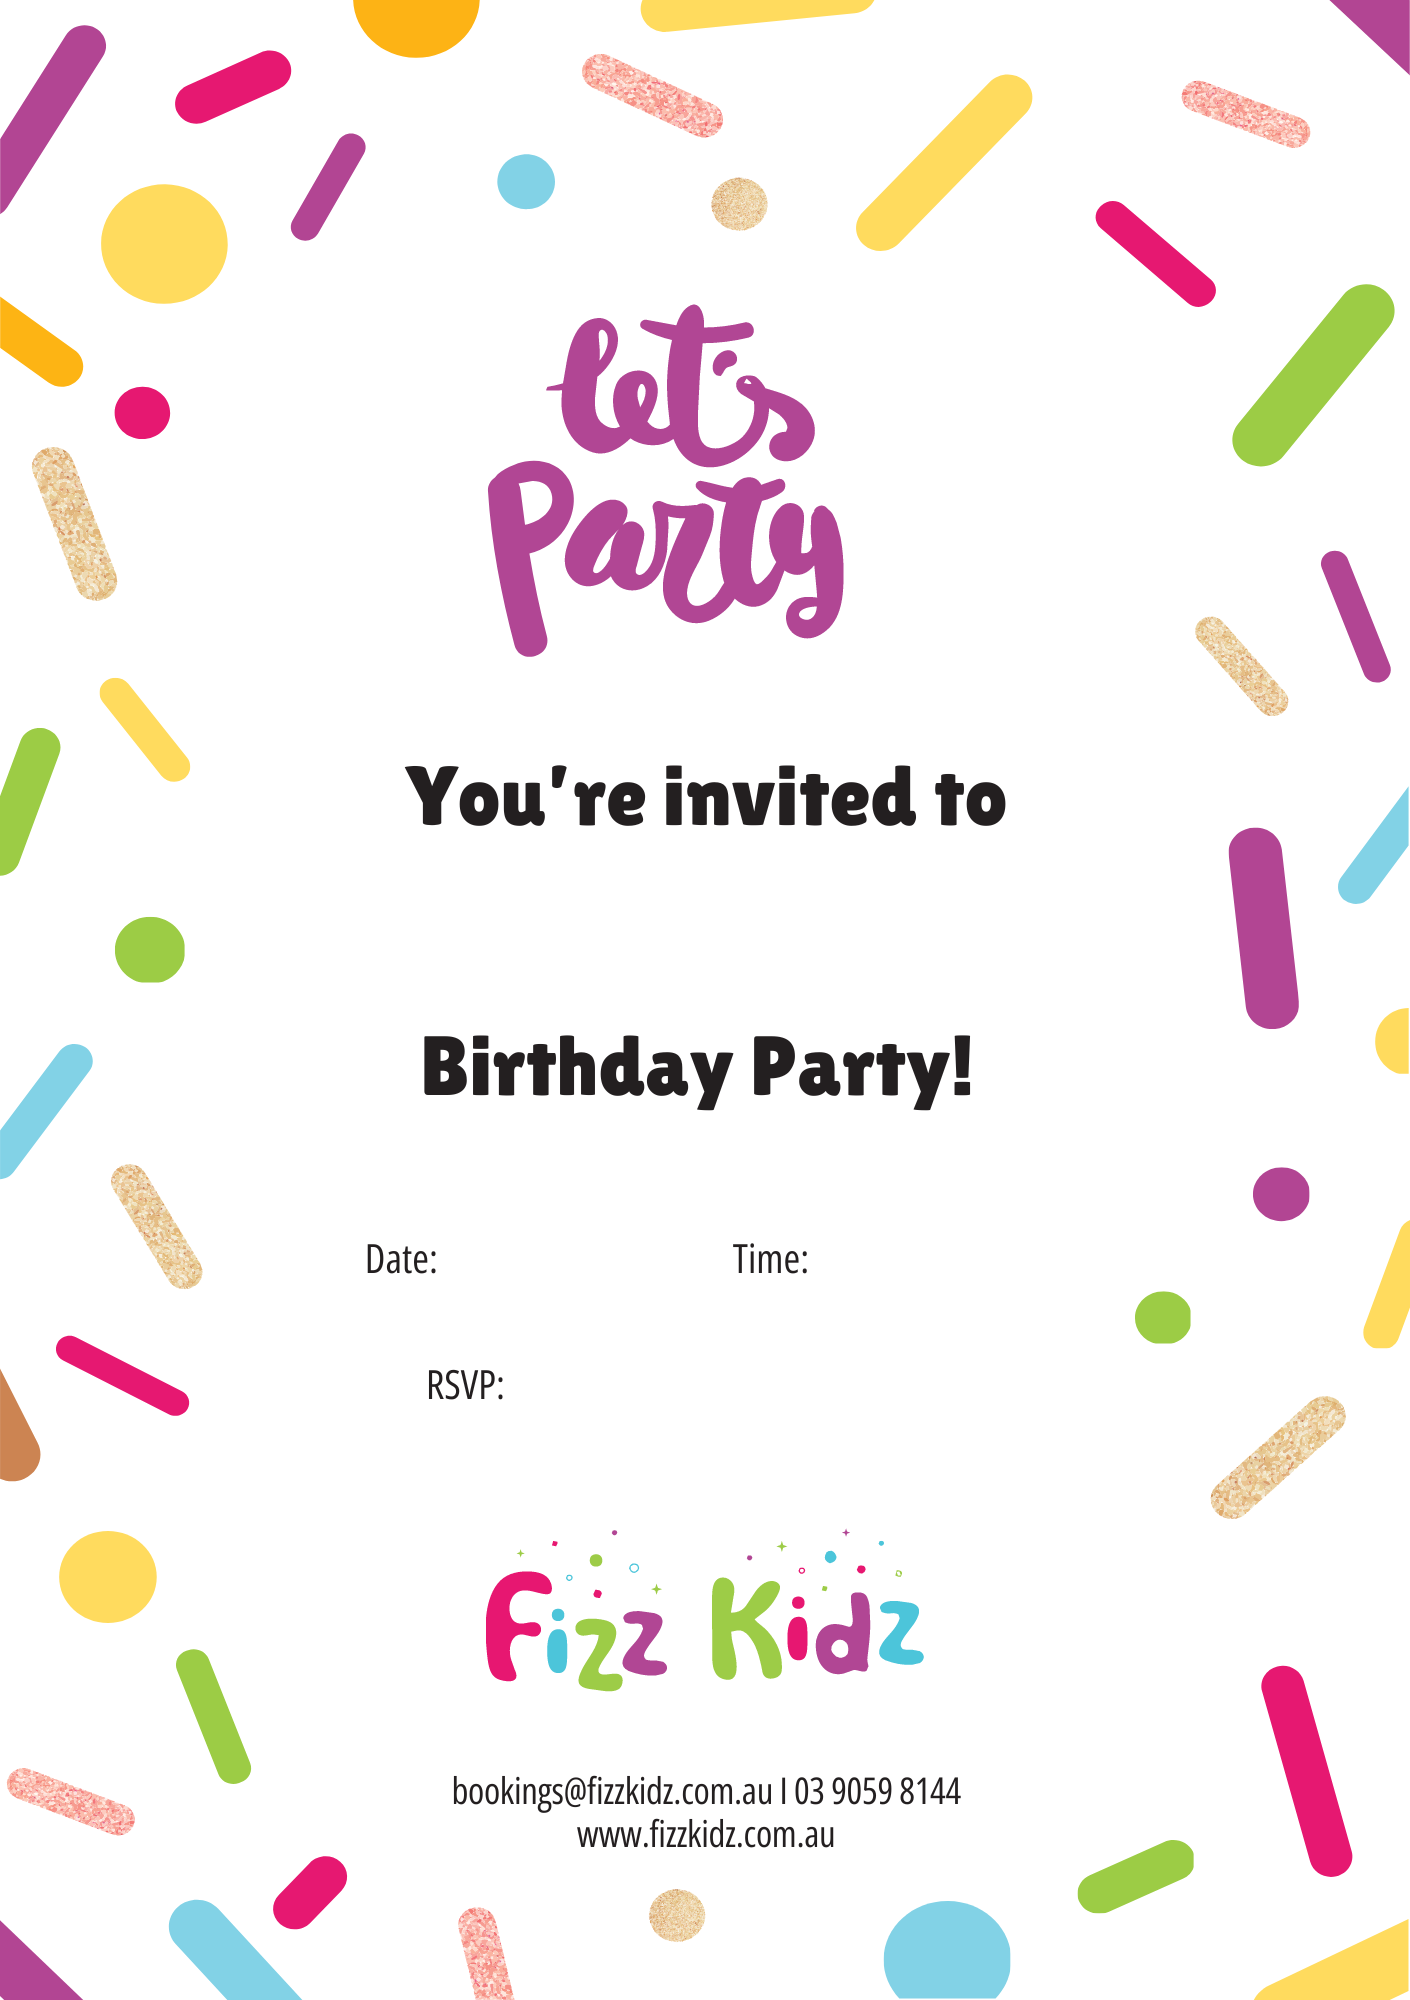 let's
Party
You're invited to
Birthday Party!
Date: Time:
RSVP:
Fizz Kidz
bookings@fizzkidz.com.au I 03 9059 8144
www.fizzkidz.com.au